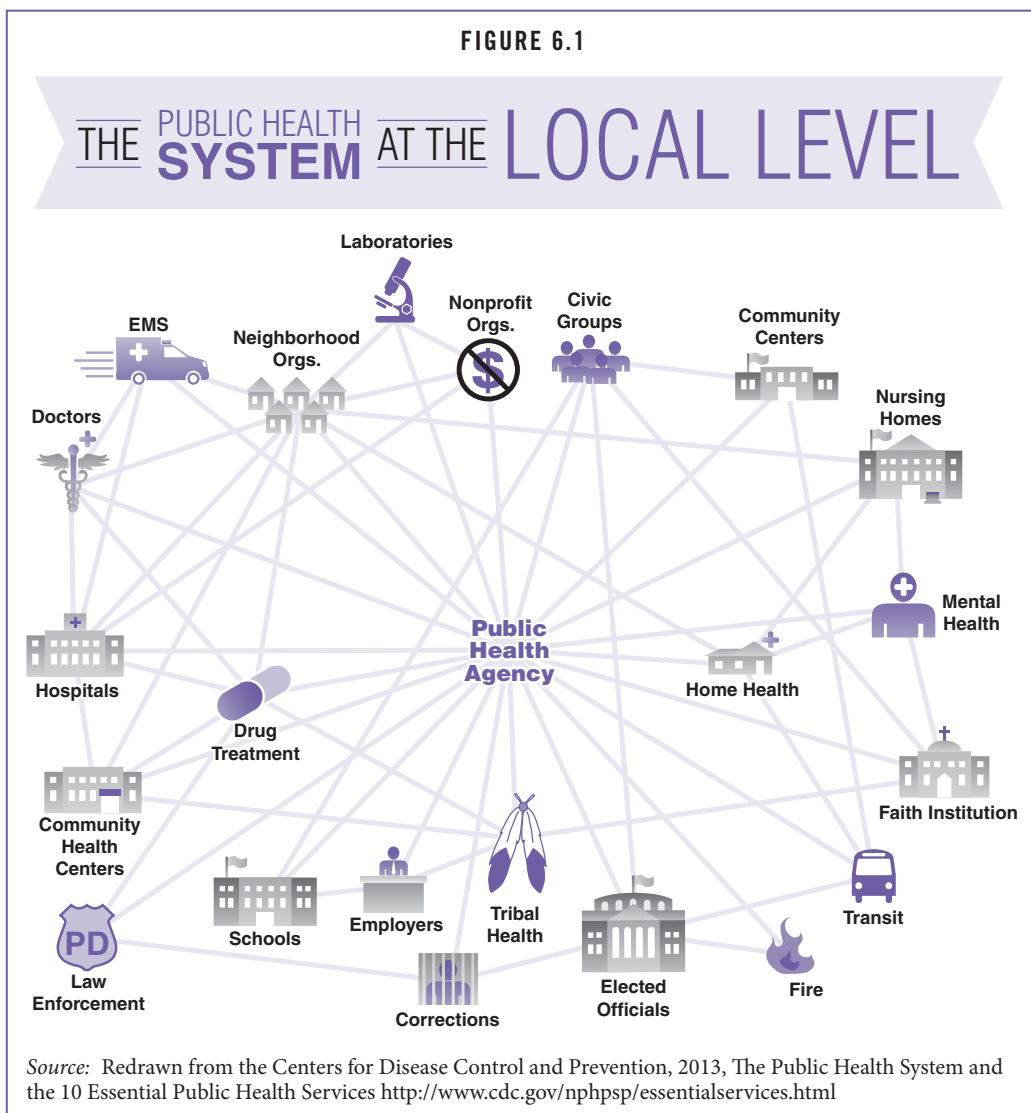 FIGURE 6.1
THE PUBLIC HEALTH SYSTEM AT THE LOCAL LEVEL
Laboratories
EMS
Neighborhood
Orgs.
Nonprofit
Orgs.
$
Civic
Groups
Community
Centers
Doctors
Nursing
Homes
Mental
Health
Public
Health
Agency
Hospitals
Home Health
Drug
Treatment
Faith Institution
Community
Health
Centers
Schools
Employers
Tribal
Health
Transit
PD
Law
Enforcement
Corrections
Elected
Officials
Fire
Source: Redrawn from the Centers for Disease Control and Prevention, 2013, The Public Health System and
the 10 Essential Public Health Services http://www.cdc.gov/nphpsp/essentialservices.html